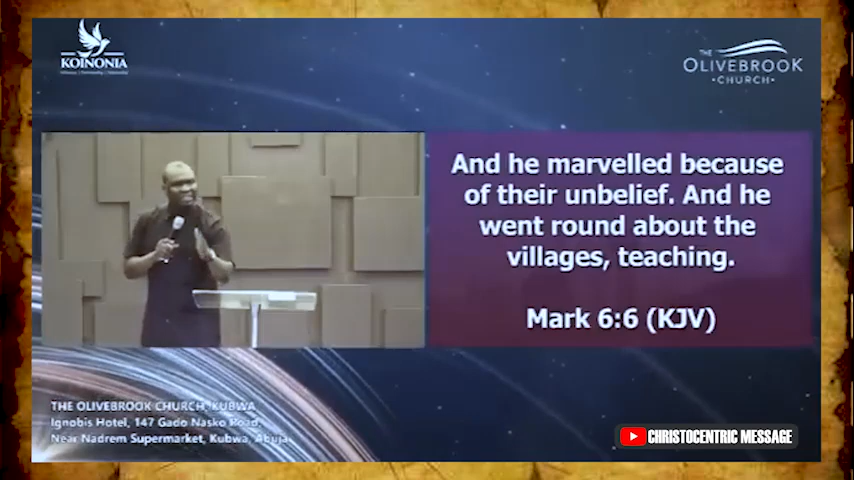 KOINONIA
THE
OLIVEBROOK
•CHURCH•
And he marvelled because
of their unbelief. And he
went round about the
villages, teaching.
Mark 6:6 (KJV)
THE OLIVEBROOK CHURCH, KUBWA
Ignobis Hotel, 147 Gado Nasko Road,
Near Nadrem Supermarket, Kubwa, Abuja.
CHRISTOCENTRIC MESSAGE